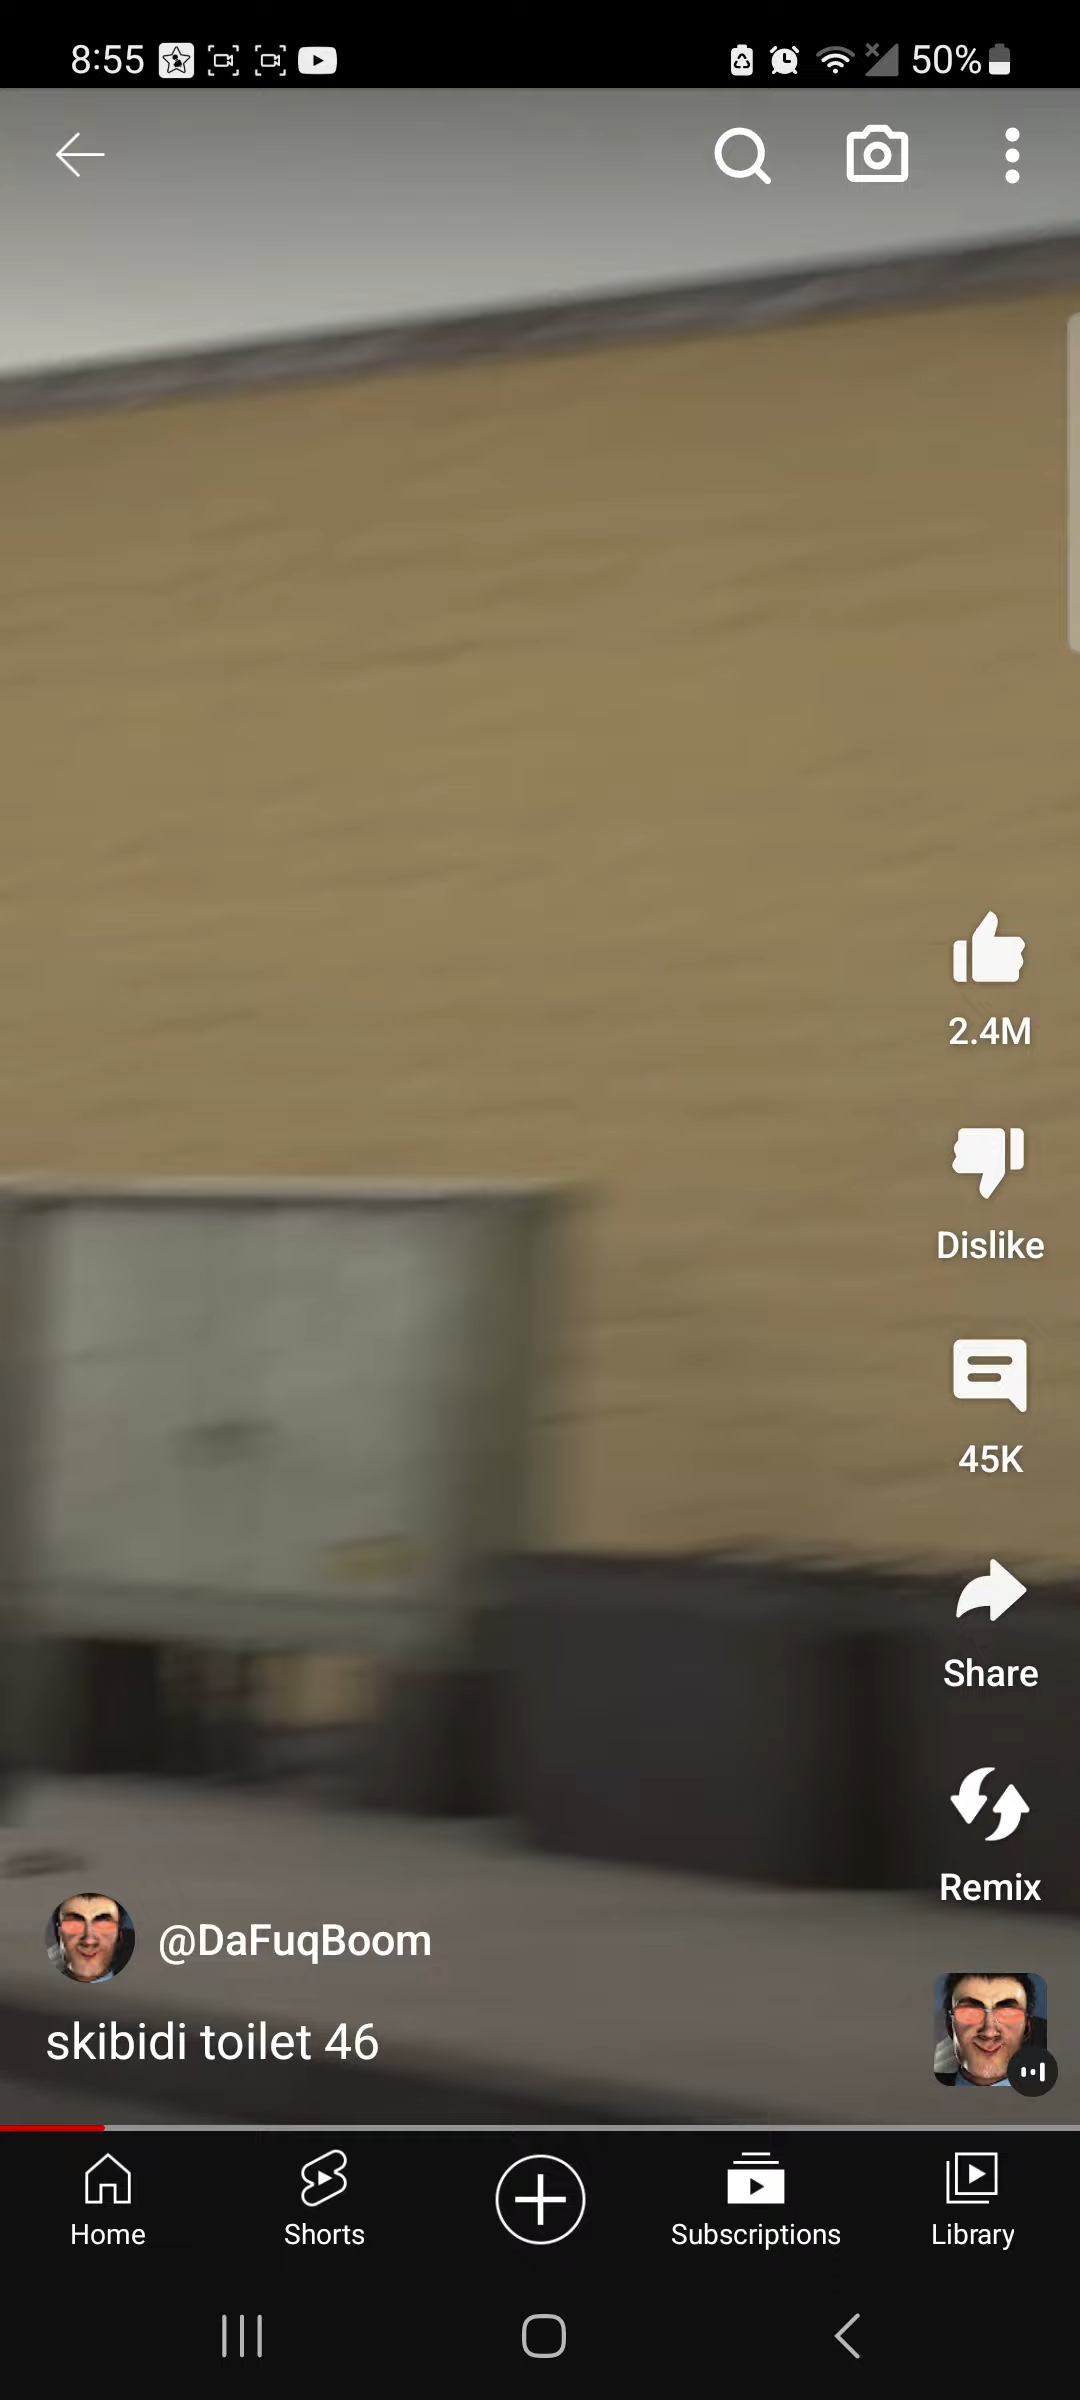 8:55
50%
2.4M
Dislike
45K
Share
Remix
@DaFuqBoom
skibidi toilet 46
Home
Shorts
Subscriptions
Library